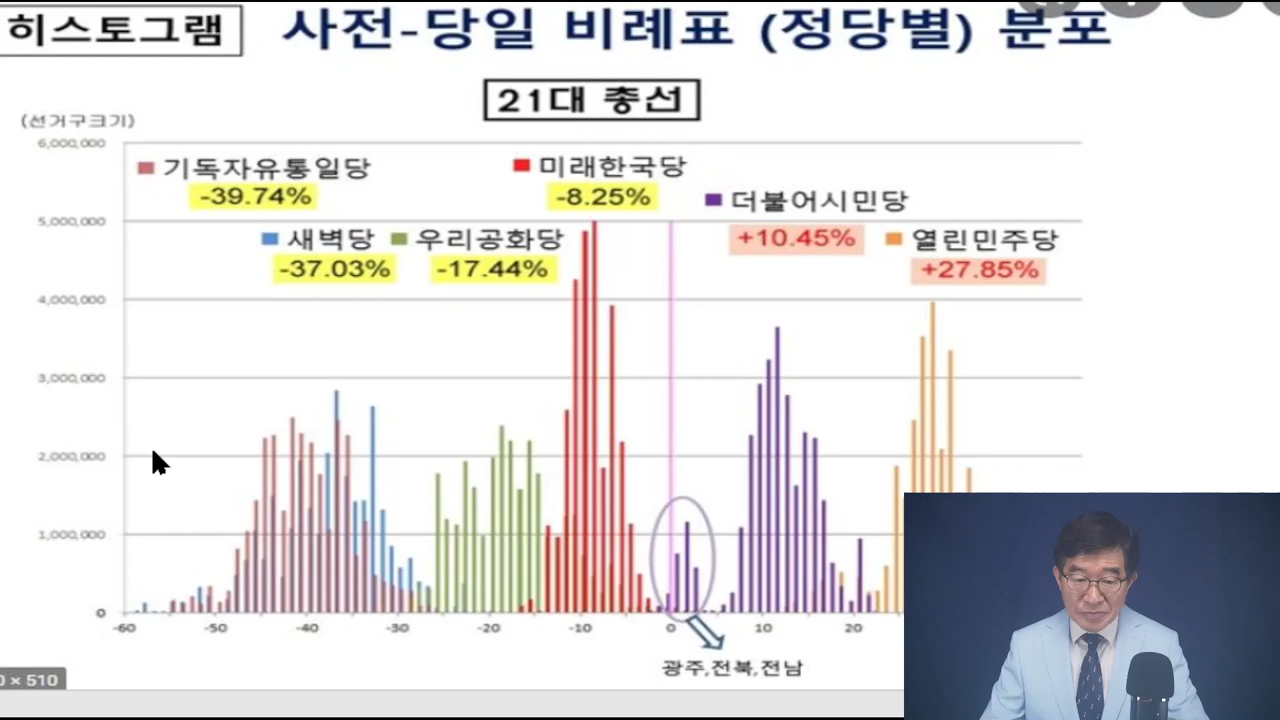 히스토그램
사전-당일 비례표 (정당별) 분포
21대 총선
(선거구크기)
6,000,000
5,000,000
4,000,000
3,000,000
2,000,000
1,000,000
0
기독자유통일당
-39.74%
미래한국당
-8.25%
더불어시민당
+10.45%
새벽당
-37.03%
우리공화당
-17.44%
열린민주당
+27.85%
-60 -50 -40 -30 -20 -10 0 10 20
광주,전북,전남
0 × 510